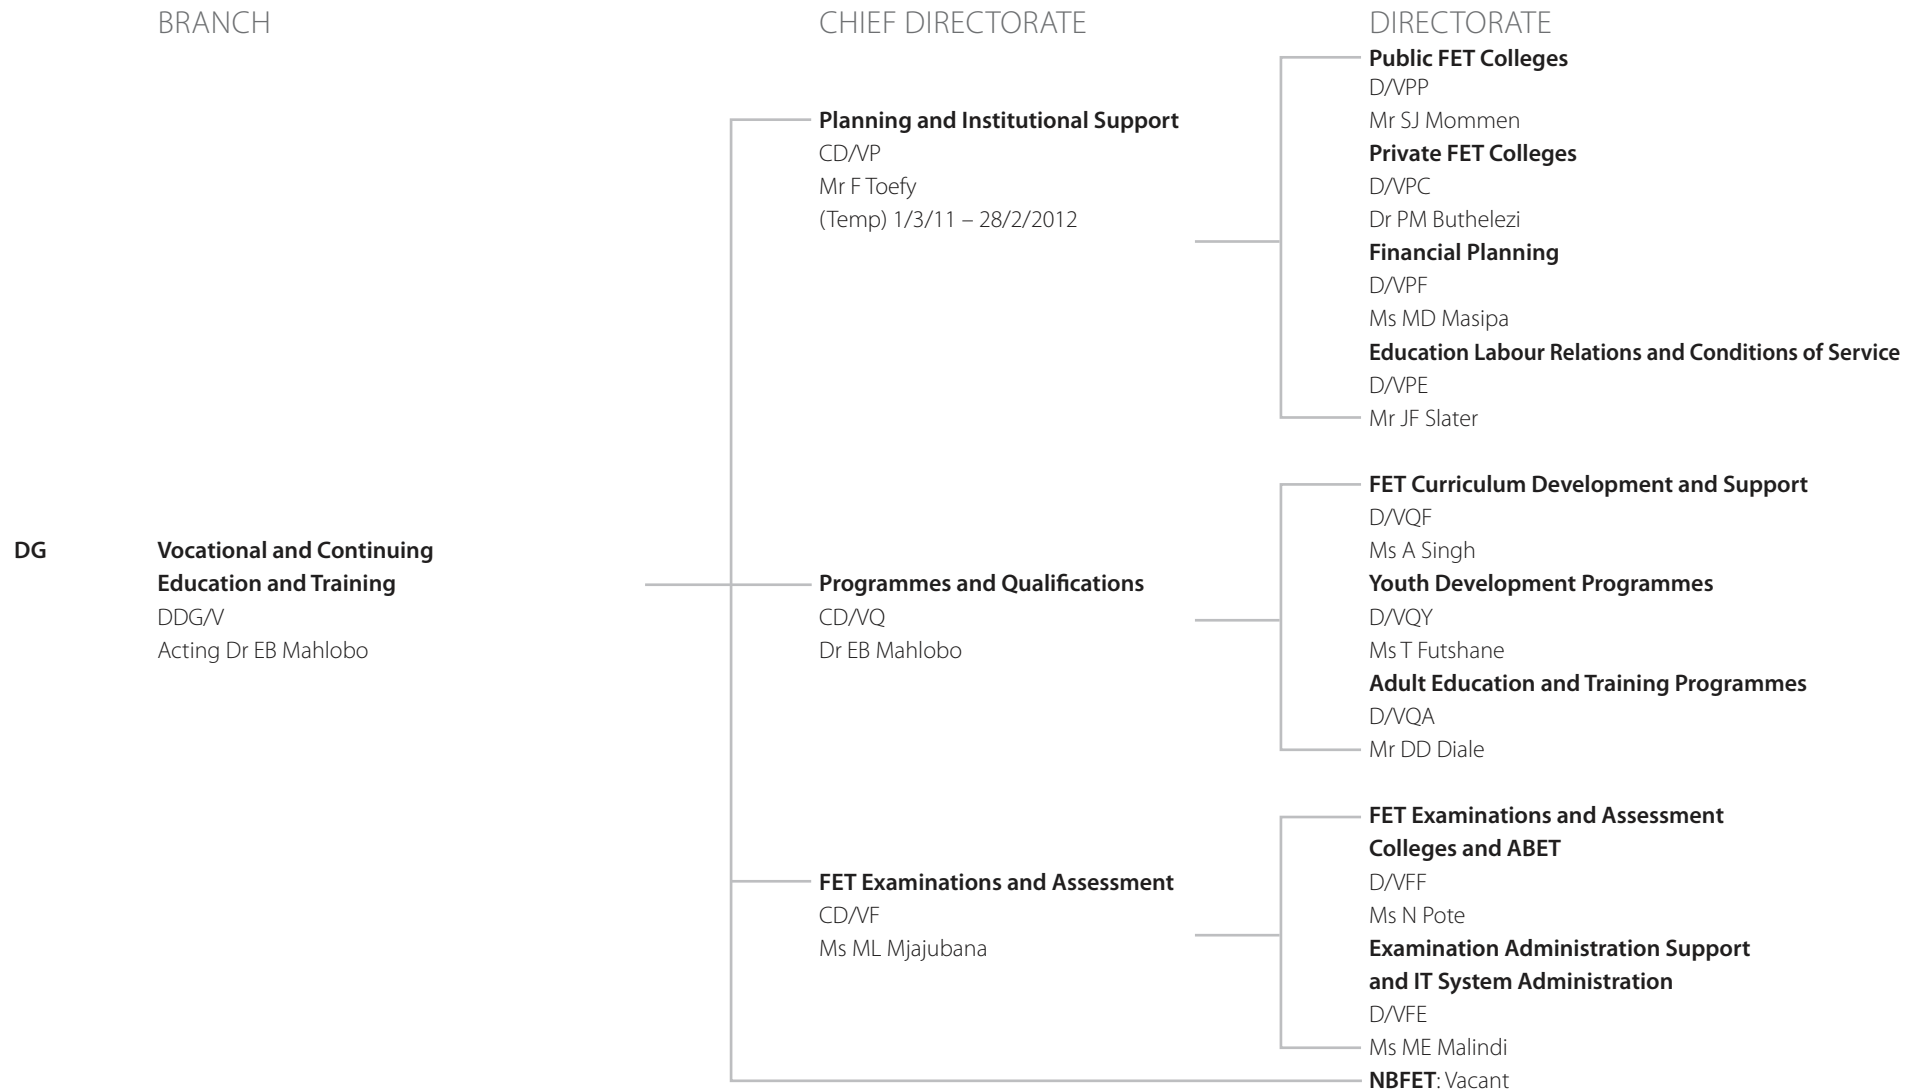 BRANCH
CHIEF DIRECTORATE
DIRECTORATE
DG
Vocational and Continuing
Education and Training
DDG/V
Acting Dr EB Mahlobo
Planning and Institutional Support
CD/VP
Mr F Toefy
(Temp) 1/3/11 – 28/2/2012
Public FET Colleges
D/VPP
Mr SJ Mommen
Private FET Colleges
D/VPC
Dr PM Buthelezi
Financial Planning
D/VPF
Ms MD Masipa
Education Labour Relations and Conditions of Service
D/VPE
Mr JF Slater
Programmes and Qualifications
CD/VQ
Dr EB Mahlobo
FET Curriculum Development and Support
D/VQF
Ms A Singh
Youth Development Programmes
D/VQY
Ms T Futshane
Adult Education and Training Programmes
D/VQA
Mr DD Diale
FET Examinations and Assessment
CD/VF
Ms ML Mjajubana
FET Examinations and Assessment
Colleges and ABET
D/VFF
Ms N Pote
Examination Administration Support
and IT System Administration
D/VFE
Ms ME Malindi
NBFET: Vacant